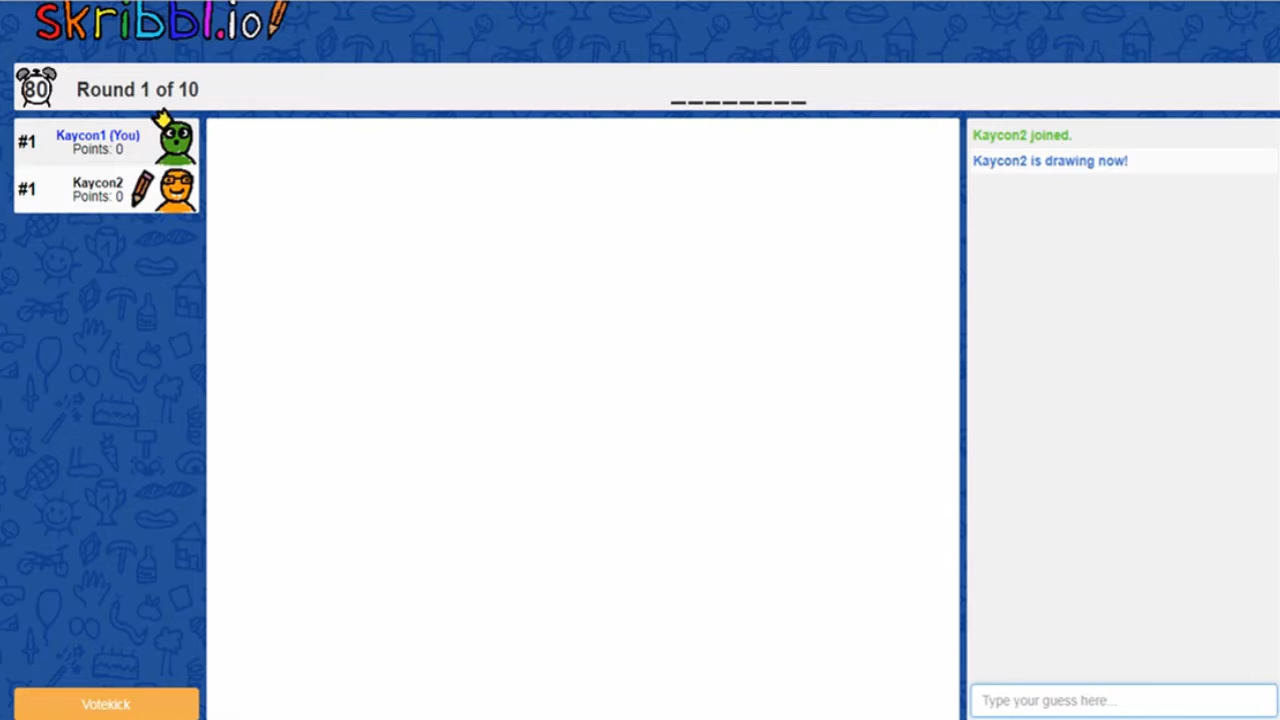 skribbl.io
80
Round 1 of 10
________
#1
Kaycon1 (You)
Points: 0
#1
Kaycon2
Points: 0
Kaycon2 joined.
Kaycon2 is drawing now!
Votekick
Type your guess here...